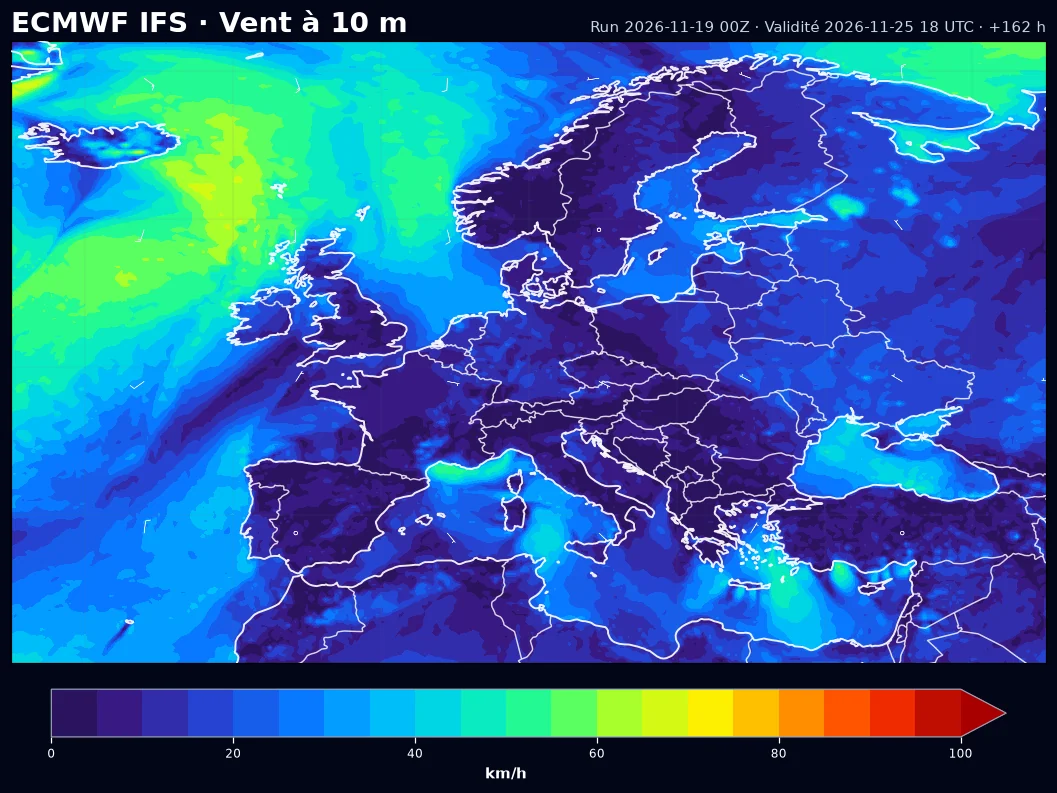 ECMWF IFS · Vent à 10 m
Run 2026-11-19 00Z · Validité 2026-11-25 18 UTC · +162 h
0 20 40 60 80 100
km/h